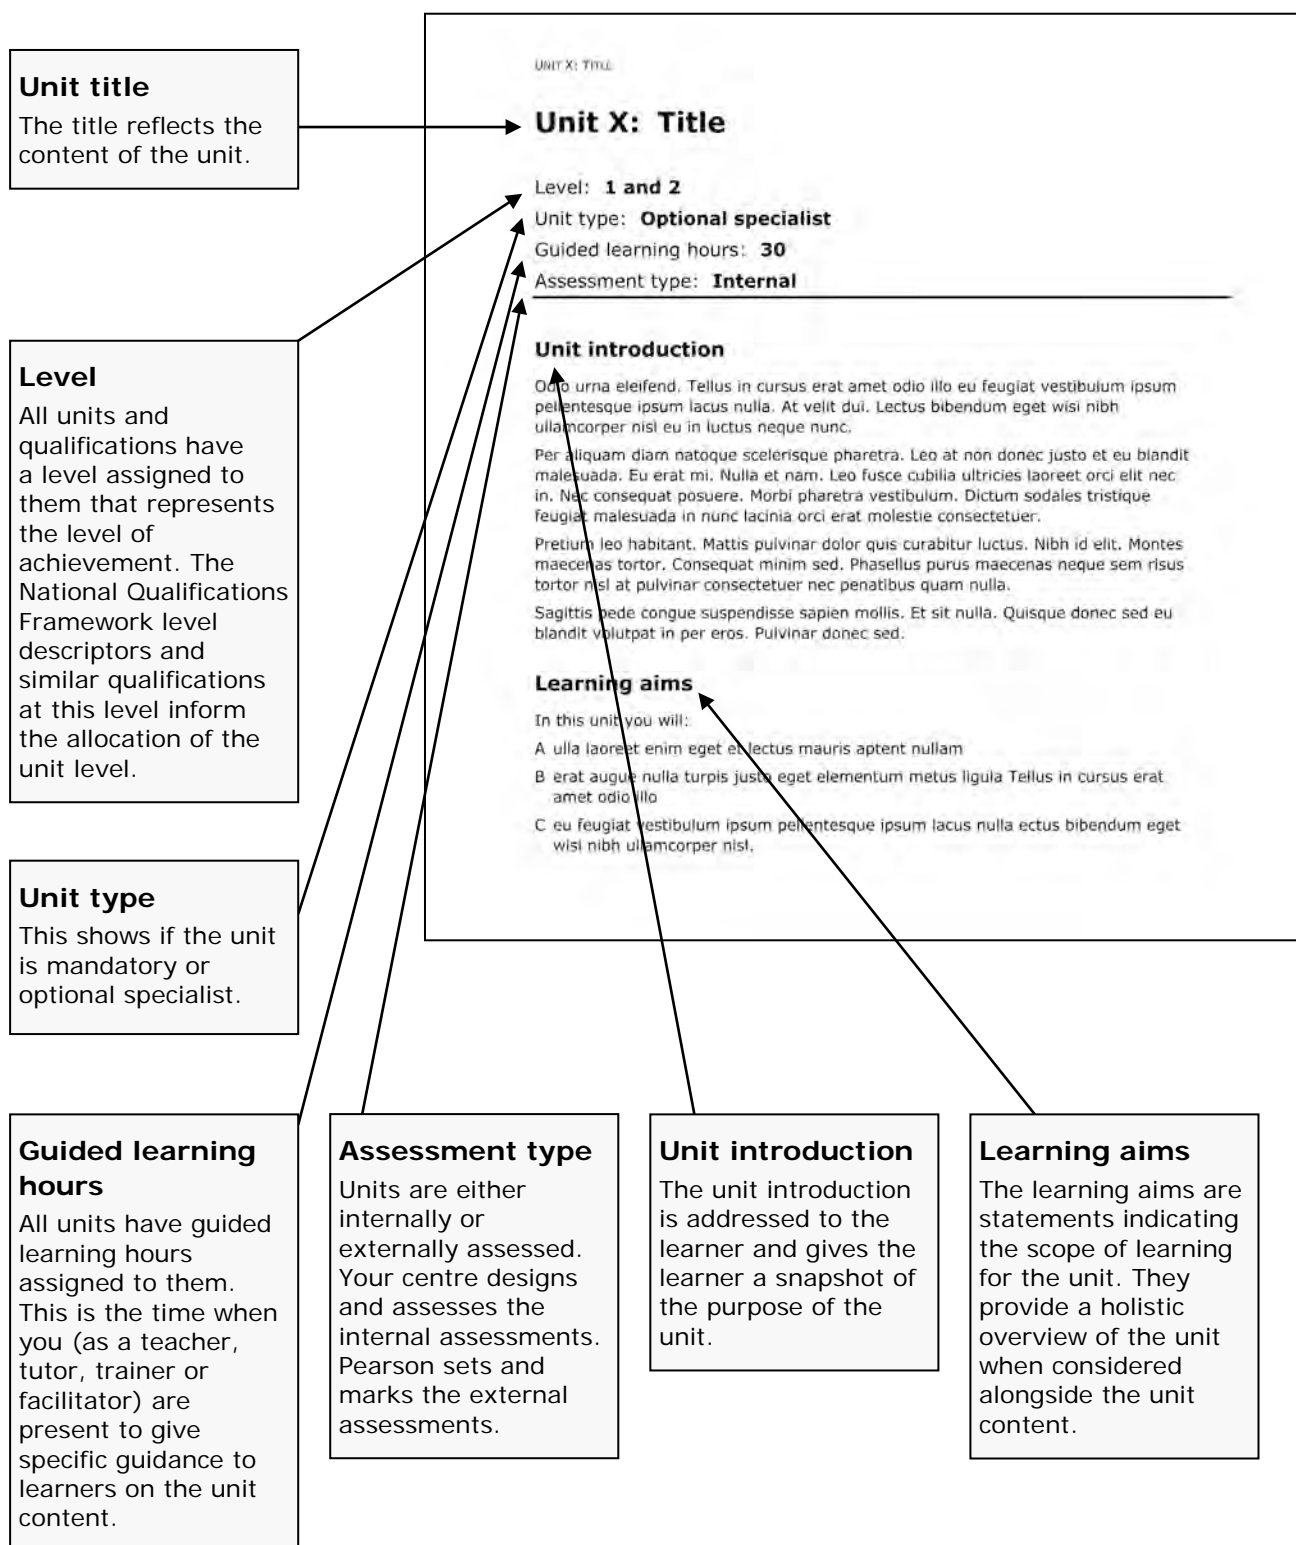 UNIT X: TITLE
Unit X: Title
Level: 1 and 2
Unit type: Optional specialist
Guided learning hours: 30
Assessment type: Internal
Unit introduction
Odio urna eleifend. Tellus in cursus erat amet odio illo eu feugiat vestibulum ipsum
pellentesque ipsum lacus nulla. At velit dui. Lectus bibendum eget wisi nibh
ullamcorper nisl eu in luctus neque nunc.
Per aliquam diam natoque scelerisque pharetra. Leo at non donec justo et eu blandit
malesuada. Eu erat mi. Nulla et nam. Leo fusce cubilia ultricies laoreet orci elit nec
in. Nec consequat posuere. Morbi pharetra vestibulum. Dictum sodales tristique
feugiat malesuada in nunc lacinia orci erat molestie consectetuer.
Pretium leo habitant. Mattis pulvinar dolor quis curabitur luctus. Nibh id elit. Montes
maecenas tortor. Consequat minim sed. Phasellus purus maecenas neque sem risus
tortor nisl at pulvinar consectetuer nec penatibus quam nulla.
Sagittis pede congue suspendisse sapien mollis. Et sit nulla. Quisque donec sed eu
blandit volutpat in per eros. Pulvinar donec sed.
Learning aims
In this unit you will:
A ulla laoreet enim eget et lectus mauris aptent nullam
B erat augue nulla turpis justo eget elementum metus ligula Tellus in cursus erat
amet odio illo
C eu feugiat vestibulum ipsum pellentesque ipsum lacus nulla ectus bibendum eget
wisi nibh ullamcorper nisl.
Unit title
The title reflects the
content of the unit.
Level
All units and
qualifications have
a level assigned to
them that represents
the level of
achievement. The
National Qualifications
Framework level
descriptors and
similar qualifications
at this level inform
the allocation of the
unit level.
Unit type
This shows if the unit
is mandatory or
optional specialist.
Guided learning
hours
All units have guided
learning hours
assigned to them.
This is the time when
you (as a teacher,
tutor, trainer or
facilitator) are
present to give
specific guidance to
learners on the unit
content.
Assessment type
Units are either
internally or
externally assessed.
Your centre designs
and assesses the
internal assessments.
Pearson sets and
marks the external
assessments.
Unit introduction
The unit introduction
is addressed to the
learner and gives the
learner a snapshot of
the purpose of the
unit.
Learning aims
The learning aims are
statements indicating
the scope of learning
for the unit. They
provide a holistic
overview of the unit
when considered
alongside the unit
content.